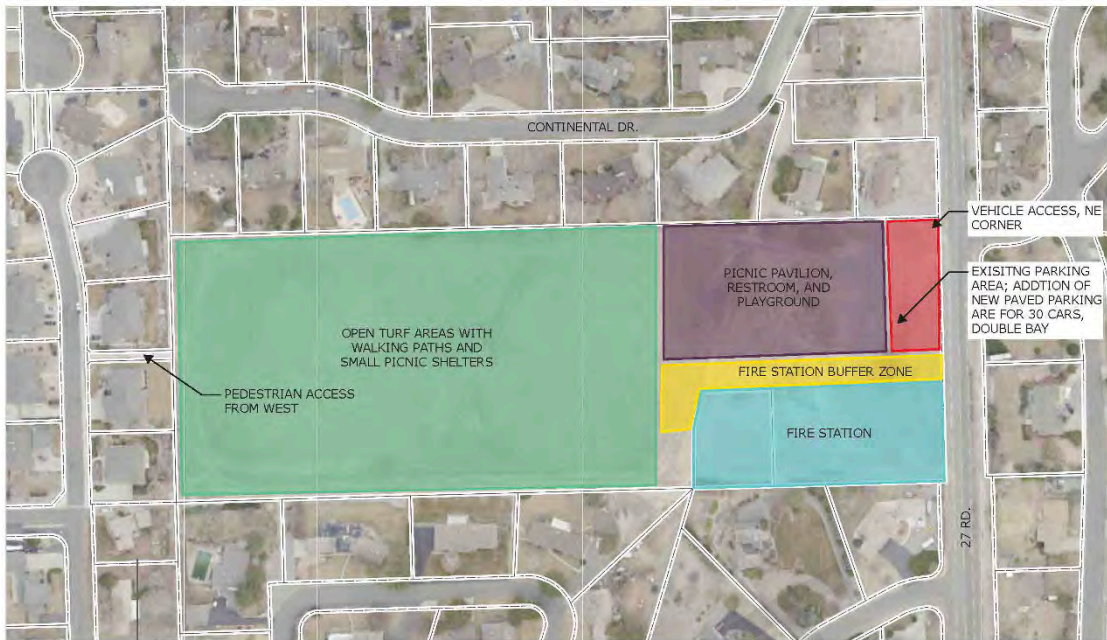 CONTINENTAL DR.
VEHICLE ACCESS, NE
CORNER
EXISITNG PARKING
AREA; ADDTION OF
NEW PAVED PARKING
ARE FOR 30 CARS,
DOUBLE BAY
PICNIC PAVILION,
RESTROOM, AND
PLAYGROUND
OPEN TURF AREAS WITH
WALKING PATHS AND
SMALL PICNIC SHELTERS
FIRE STATION BUFFER ZONE
PEDESTRIAN ACCESS
FROM WEST
FIRE STATION
27 RD.